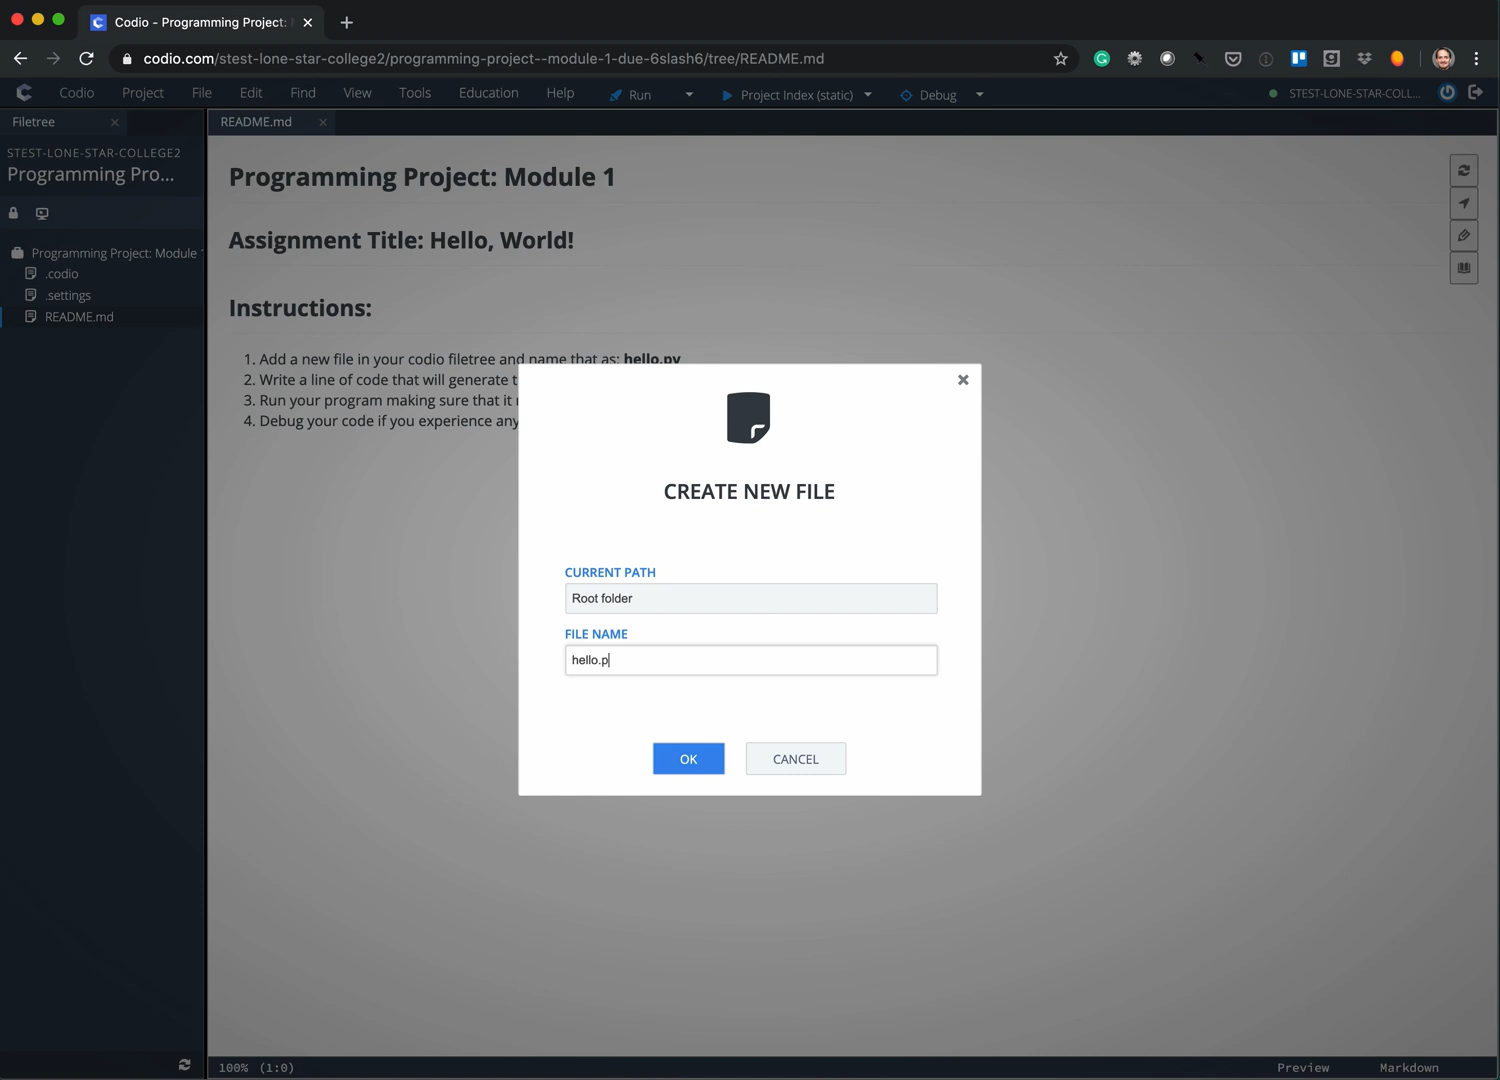 Codio - Programming Project:
codio.com/stest-lone-star-college2/programming-project--module-1-due-6slash6/tree/README.md
Codio Project File Edit Find View Tools Education Help Run Project Index (static) Debug STEST-LONE-STAR-COLL...
Filetree
README.md
STEST-LONE-STAR-COLLEGE2
Programming Pro...
Programming Project: Module
.codio
.settings
README.md
Programming Project: Module 1
Assignment Title: Hello, World!
Instructions:
1. Add a new file in your codio filetree and name that as: hello.py
2. Write a line of code that will generate t
3. Run your program making sure that it
4. Debug your code if you experience any
CREATE NEW FILE
CURRENT PATH
Root folder
FILE NAME
hello.p
OK CANCEL
100% (1:0) Preview Markdown